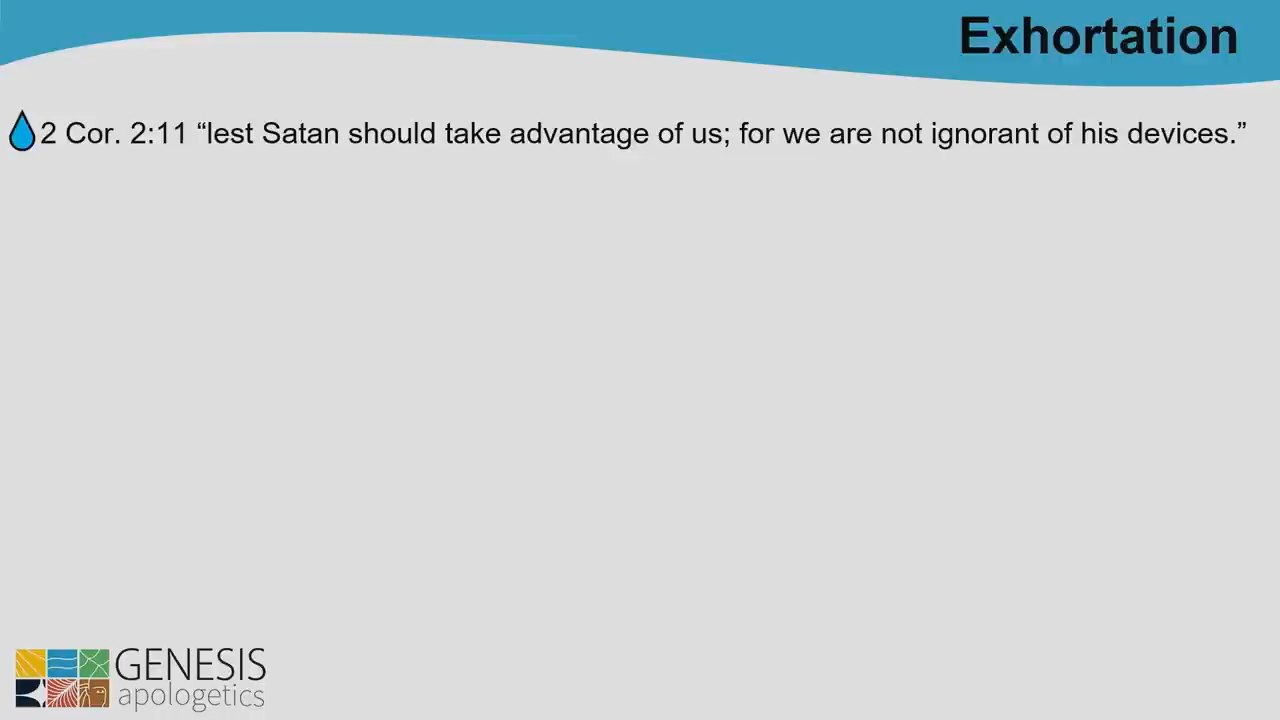 Exhortation
2 Cor. 2:11 “lest Satan should take advantage of us; for we are not ignorant of his devices.”
GENESIS
apologetics